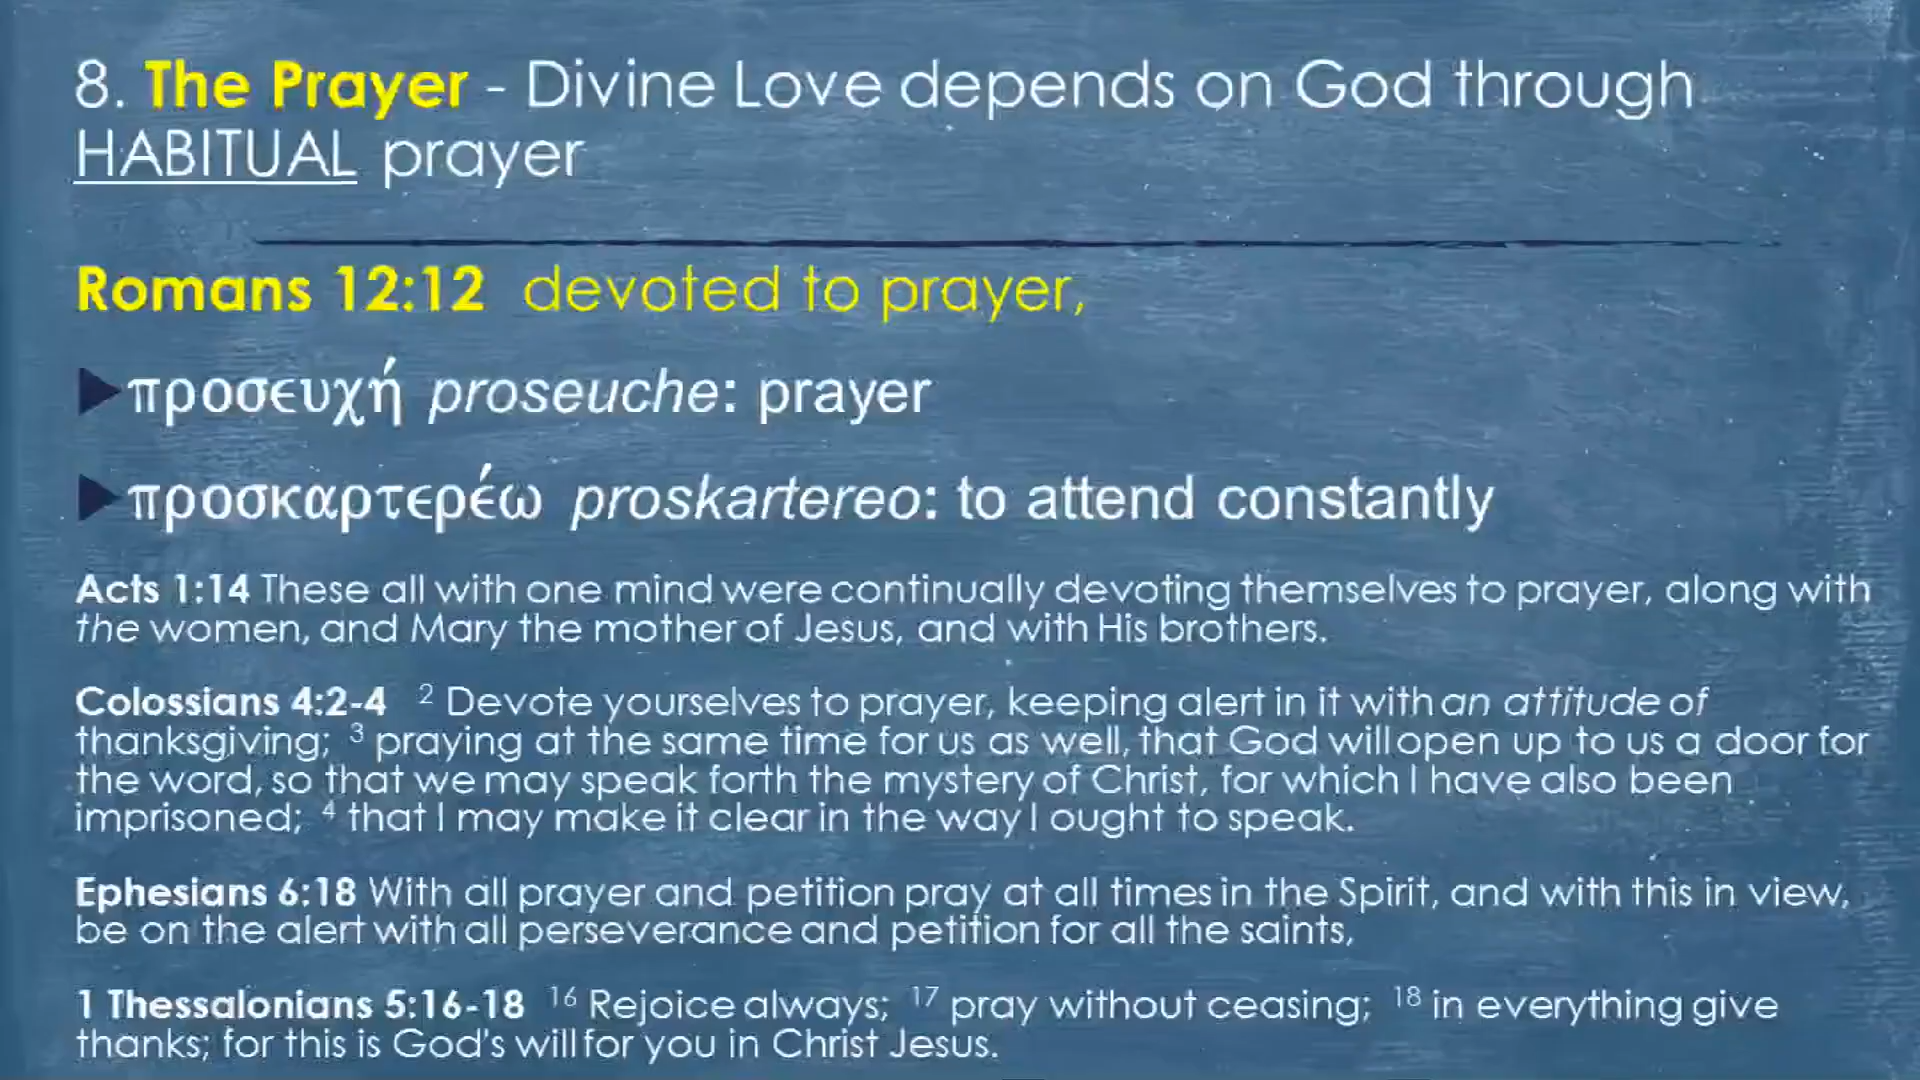 8. The Prayer - Divine Love depends on God through
HABITUAL prayer
Romans 12:12 devoted to prayer,
προσευχή proseuche: prayer
προσκαρτερέω proskartereo: to attend constantly
Acts 1:14 These all with one mind were continually devoting themselves to prayer, along with
the women, and Mary the mother of Jesus, and with His brothers.
Colossians 4:2-4 2 Devote yourselves to prayer, keeping alert in it with an attitude of
thanksgiving; 3 praying at the same time for us as well, that God will open up to us a door for
the word, so that we may speak forth the mystery of Christ, for which I have also been
imprisoned; 4 that I may make it clear in the way I ought to speak.
Ephesians 6:18 With all prayer and petition pray at all times in the Spirit, and with this in view,
be on the alert with all perseverance and petition for all the saints,
1 Thessalonians 5:16-18 16 Rejoice always; 17 pray without ceasing; 18 in everything give
thanks; for this is God's will for you in Christ Jesus.